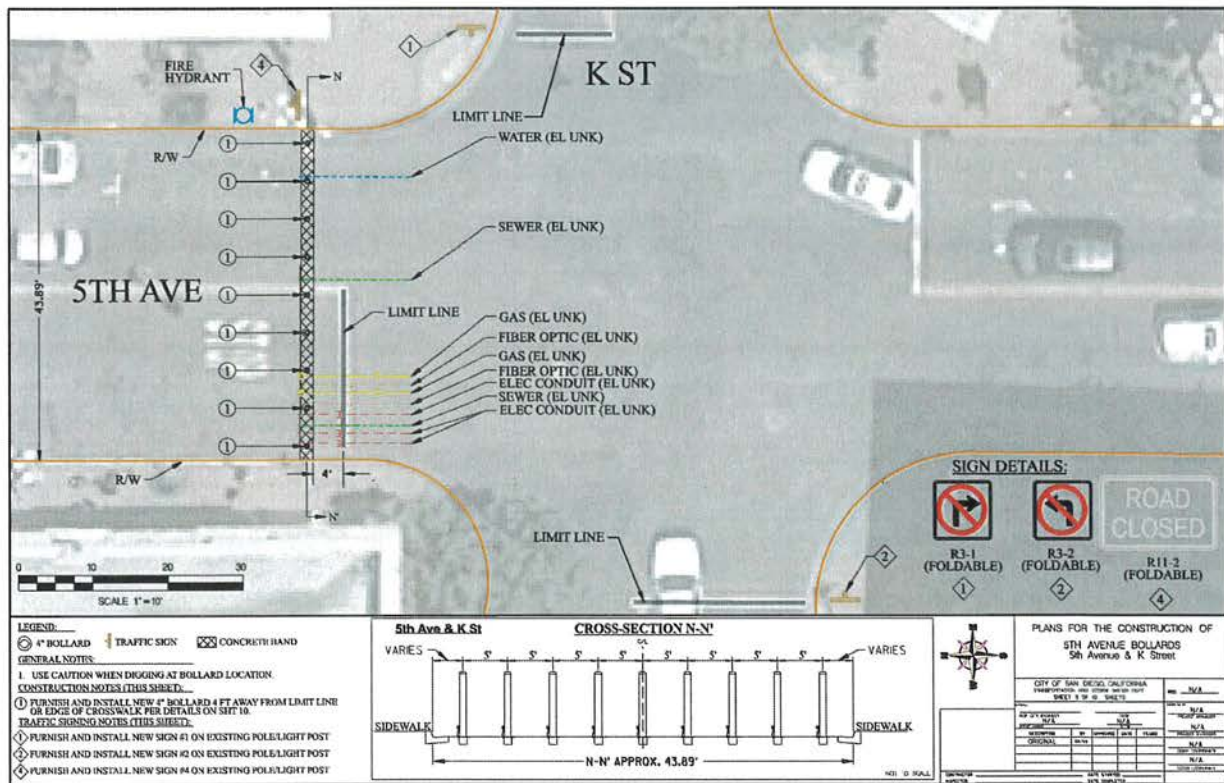 1
K ST
FIRE
HYDRANT
4
N
LIMIT LINE
R/W
WATER (EL UNK)
1
1
1
SEWER (EL UNK)
1
43.89'
5TH AVE
1
LIMIT LINE
GAS (EL UNK)
1
FIBER OPTIC (EL UNK)
GAS (EL UNK)
1
FIBER OPTIC (EL UNK)
ELEC CONDUIT (EL UNK)
SEWER (EL UNK)
1
ELEC CONDUIT (EL UNK)
1
4'
R/W
N'
SIGN DETAILS:
ROAD
CLOSED
R3-1
(FOLDABLE)
1
R3-2
(FOLDABLE)
2
R11-2
(FOLDABLE)
4
LIMIT LINE
2
0 10 20 30
SCALE 1"=10'
LEGEND:
4" BOLLARD TRAFFIC SIGN CONCRETE BAND
GENERAL NOTES:
1. USE CAUTION WHEN DIGGING AT BOLLARD LOCATION.
CONSTRUCTION NOTES (THIS SHEET):
1 FURNISH AND INSTALL NEW 4" BOLLARD 4 FT AWAY FROM LIMIT LINE
OR EDGE OF CROSSWALK PER DETAILS ON SHT 10.
TRAFFIC SIGNING NOTES (THIS SHEET):
1 FURNISH AND INSTALL NEW SIGN #1 ON EXISTING POLE/LIGHT POST
2 FURNISH AND INSTALL NEW SIGN #2 ON EXISTING POLE/LIGHT POST
4 FURNISH AND INSTALL NEW SIGN #4 ON EXISTING POLE/LIGHT POST
5th Ave & K St
CROSS-SECTION N-N'
VARIES 5' 5' 5' 5' 5' 5' 5' 5' VARIES
SIDEWALK SIDEWALK
N-N' APPROX. 43.89'
PLANS FOR THE CONSTRUCTION OF
5TH AVENUE BOLLARDS
5th Avenue & K Street
CITY OF SAN DIEGO, CALIFORNIA
N/A
N/A
N/A
N/A
N/A
N/A
DESCRIPTION BY APPROVED DATE FILMED
ORIGINAL